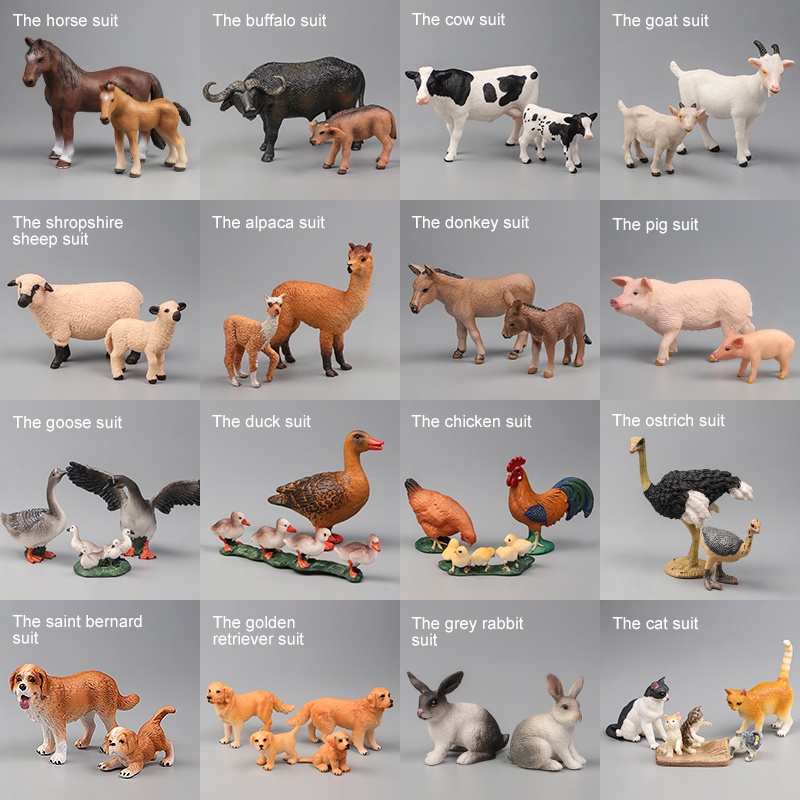 The horse suit
The buffalo suit
The cow suit
The goat suit
The shropshire
sheep suit
The alpaca suit
The donkey suit
The pig suit
The goose suit
The duck suit
The chicken suit
The ostrich suit
The saint bernard
suit
The golden
retriever suit
The grey rabbit
suit
The cat suit